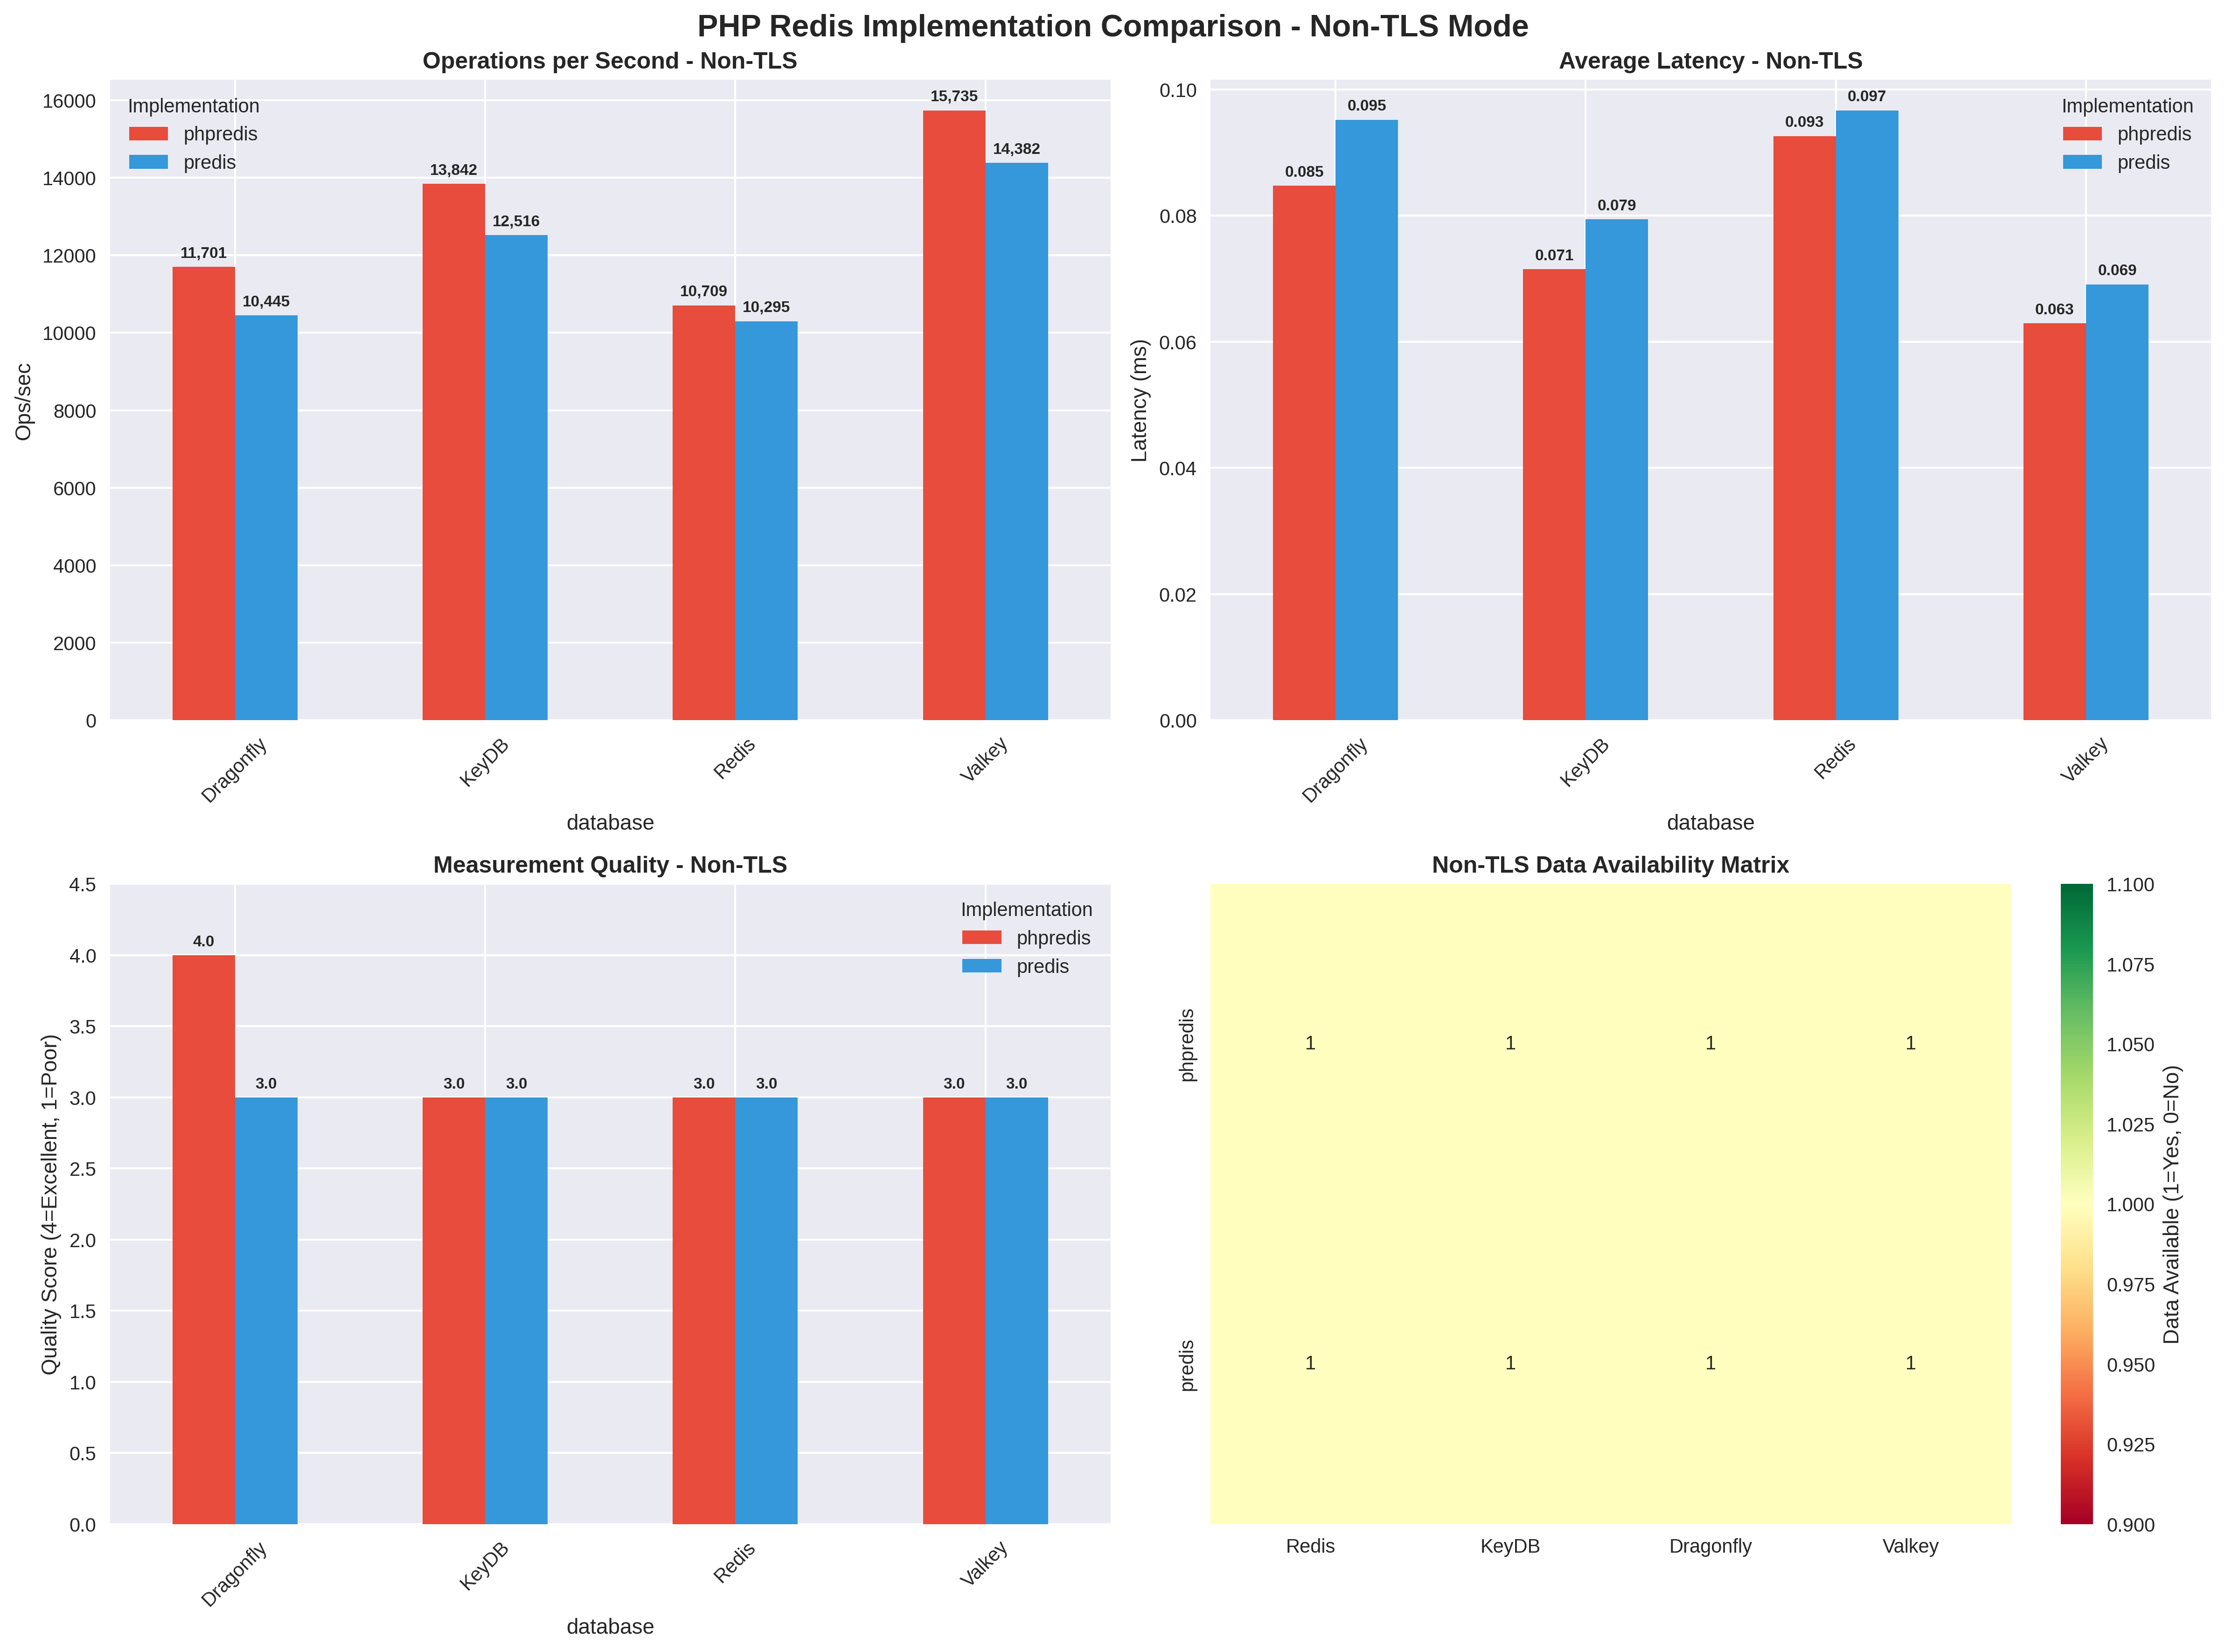 PHP Redis Implementation Comparison - Non-TLS Mode
Operations per Second - Non-TLS
Ops/sec
16000
14000
12000
10000
8000
6000
4000
2000
0
Implementation
phpredis
predis
11,701
10,445
13,842
12,516
10,709
10,295
15,735
14,382
Dragonfly
KeyDB
Redis
Valkey
database
Average Latency - Non-TLS
Latency (ms)
0.10
0.08
0.06
0.04
0.02
0.00
Implementation
phpredis
predis
0.085
0.095
0.071
0.079
0.093
0.097
0.063
0.069
Dragonfly
KeyDB
Redis
Valkey
database
Measurement Quality - Non-TLS
Quality Score (4=Excellent, 1=Poor)
4.5
4.0
3.5
3.0
2.5
2.0
1.5
1.0
0.5
0.0
Implementation
phpredis
predis
4.0
3.0
3.0
3.0
3.0
3.0
3.0
3.0
Dragonfly
KeyDB
Redis
Valkey
database
Non-TLS Data Availability Matrix
phpredis
1 1 1 1
predis
1 1 1 1
Redis
KeyDB
Dragonfly
Valkey
1.100
1.075
1.050
1.025
1.000
0.975
0.950
0.925
0.900
Data Available (1=Yes, 0=No)